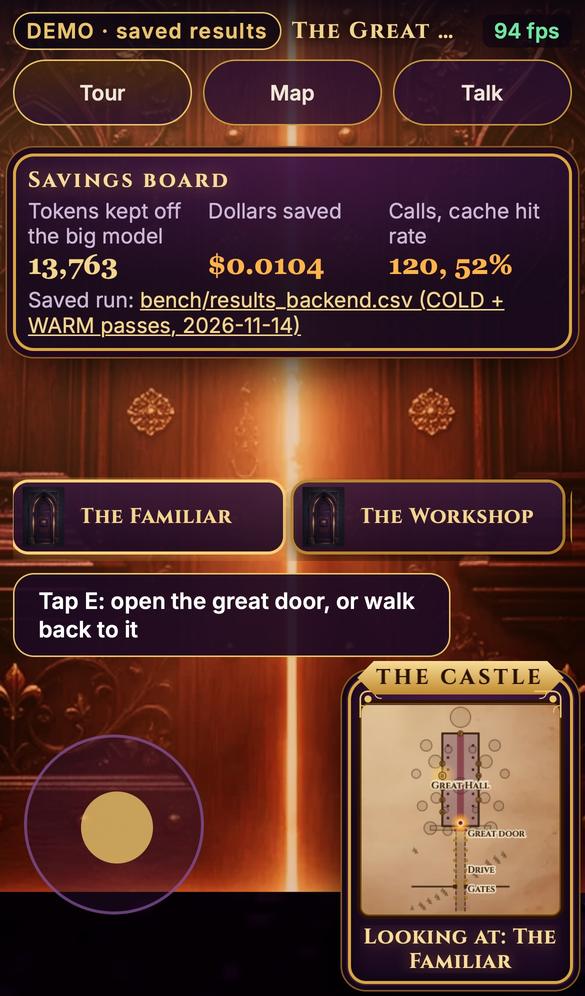 DEMO · saved results
The Great ...
94 fps
Tour
Map
Talk
Savings board
Tokens kept off
the big model
13,763
Dollars saved
$0.0104
Calls, cache hit
rate
120, 52%
Saved run: bench/results_backend.csv (COLD +
WARM passes, 2026-11-14)
The Familiar
The Workshop
Tap E: open the great door, or walk
back to it
THE CASTLE
Great Hall
Great door
Drive
Gates
Looking at: The
Familiar